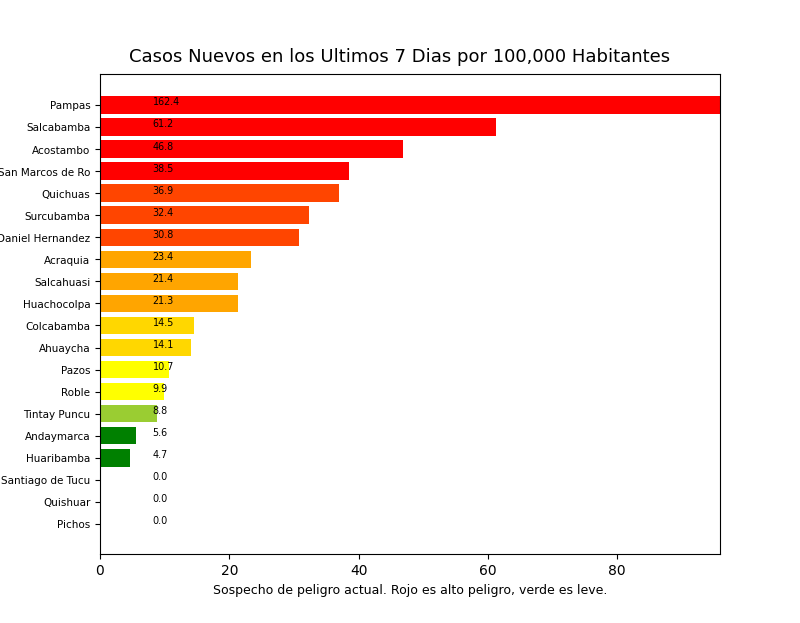 Casos Nuevos en los Ultimos 7 Dias por 100,000 Habitantes
Pampas 162.4
Salcabamba 61.2
Acostambo 46.8
San Marcos de Ro 38.5
Quichuas 36.9
Surcubamba 32.4
Daniel Hernandez 30.8
Acraquia 23.4
Salcahuasi 21.4
Huachocolpa 21.3
Colcabamba 14.5
Ahuaycha 14.1
Pazos 10.7
Roble 9.9
Tintay Puncu 8.8
Andaymarca 5.6
Huaribamba 4.7
Santiago de Tucu 0.0
Quishuar 0.0
Pichos 0.0
0 20 40 60 80
Sospecho de peligro actual. Rojo es alto peligro, verde es leve.